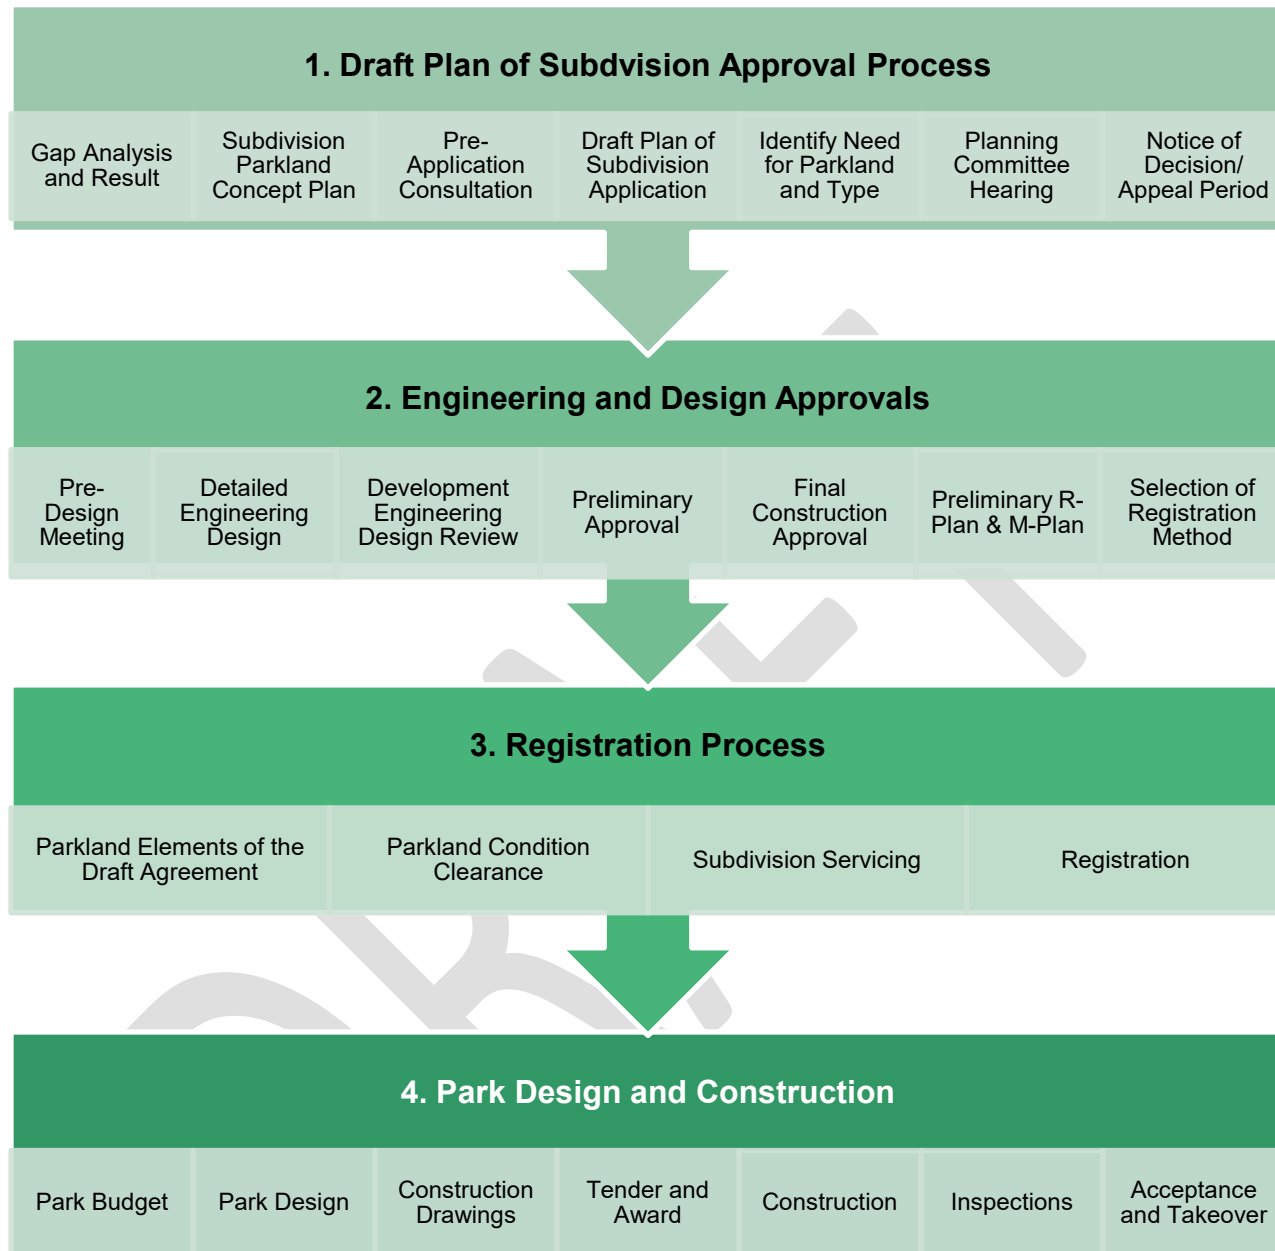 1. Draft Plan of Subdvision Approval Process
Gap Analysis
and Result
Subdivision
Parkland
Concept Plan
Pre-
Application
Consultation
Draft Plan of
Subdivision
Application
Identify Need
for Parkland
and Type
Planning
Committee
Hearing
Notice of
Decision/
Appeal Period
2. Engineering and Design Approvals
Pre-
Design
Meeting
Detailed
Engineering
Design
Development
Engineering
Design Review
Preliminary
Approval
Final
Construction
Approval
Preliminary R-
Plan & M-Plan
Selection of
Registration
Method
3. Registration Process
Parkland Elements of the
Draft Agreement
Parkland Condition
Clearance
Subdivision Servicing
Registration
4. Park Design and Construction
Park Budget
Park Design
Construction
Drawings
Tender and
Award
Construction
Inspections
Acceptance
and Takeover